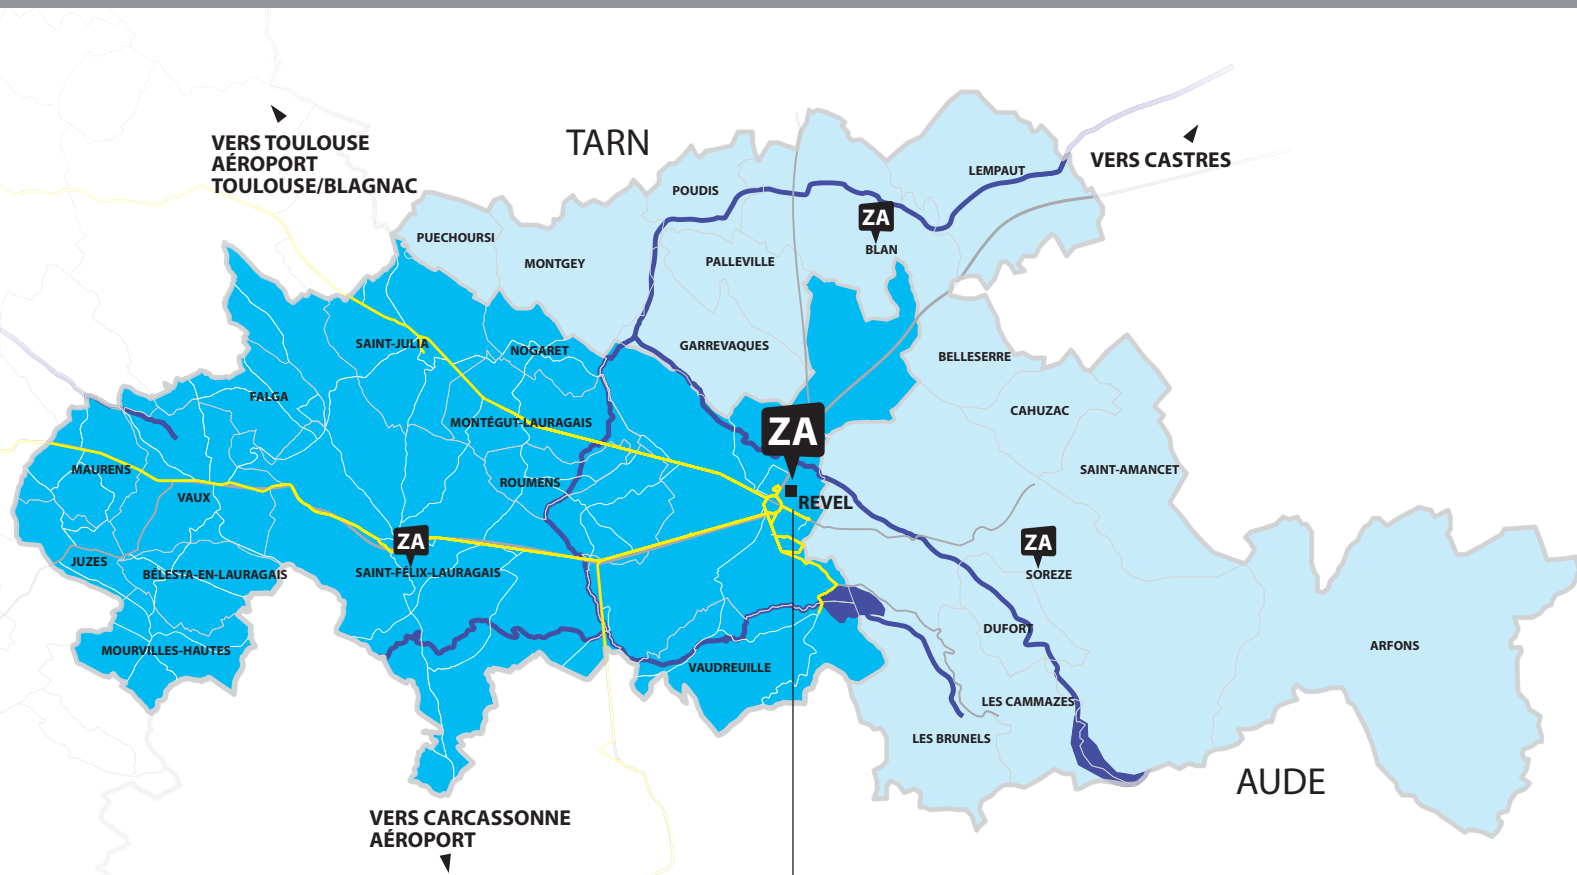 TARN
VERS TOULOUSE
AÉROPORT
TOULOUSE/BLAGNAC
VERS CASTRES
LEMPAUT
POUDIS
ZA
BLAN
PUECHOURSI
MONTGEY
PALLEVILLE
SAINT-JULIA
NOGARET
GARREVAQUES
BELLESERRE
FALGA
MONTÉGUT-LAURAGAIS
CAHUZAC
ZA
MAURENS
VAUX
ROUMENS
REVEL
SAINT-AMANCET
ZA
SAINT-FÉLIX-LAURAGAIS
ZA
SOREZE
JUZES
BÉLESTA-EN-LAURAGAIS
DUFORT
MOURVILLES-HAUTES
VAUDREUILLE
ARFONS
LES CAMMAZES
LES BRUNELS
AUDE
VERS CARCASSONNE
AÉROPORT